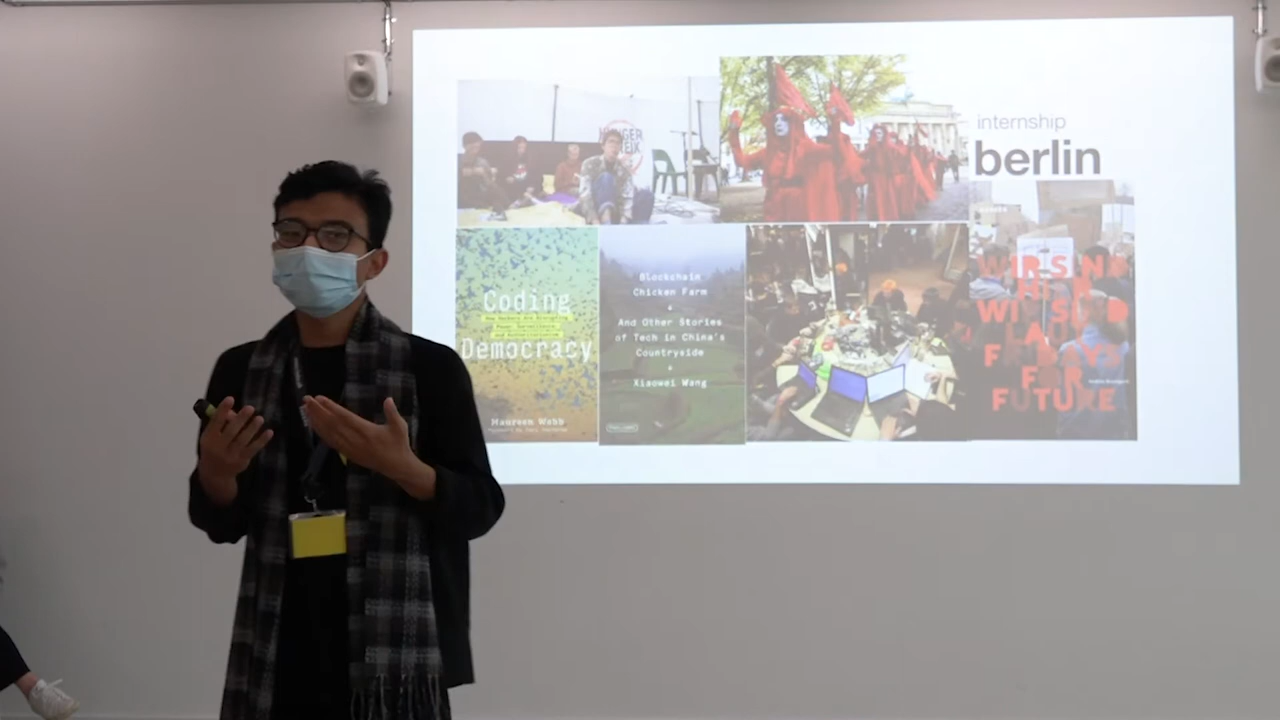 internship
berlin
HUNGER
Coding
Democracy
Maureen Webb
Blockchain
Chicken Farm
+
And Other Stories
of Tech in China's
Countryside
+
Xiaowei Wang
WIR SIND
HIER
WIR SIND
LAUT
FRIDAYS
FOR
FUTURE